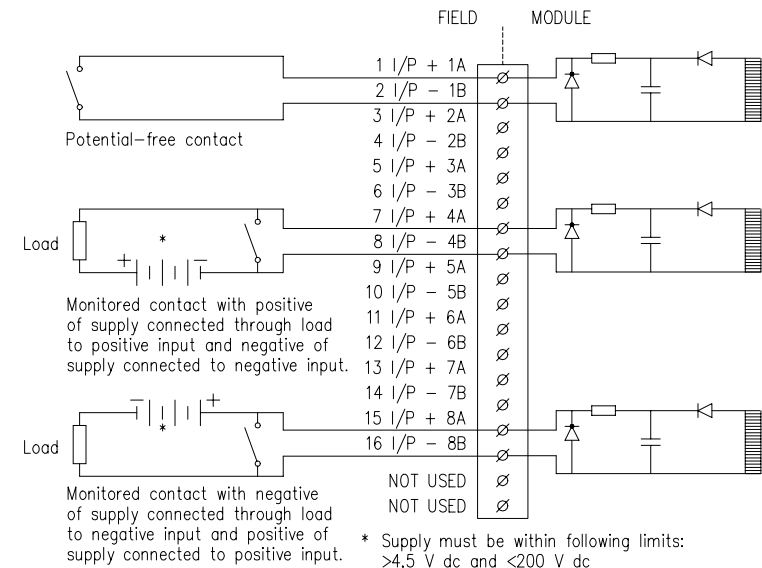 FIELD MODULE
1 I/P + 1A
2 I/P - 1B
3 I/P + 2A
4 I/P - 2B
5 I/P + 3A
6 I/P - 3B
7 I/P + 4A
8 I/P - 4B
9 I/P + 5A
10 I/P - 5B
11 I/P + 6A
12 I/P - 6B
13 I/P + 7A
14 I/P - 7B
15 I/P + 8A
16 I/P - 8B
NOT USED
NOT USED
Potential-free contact
Load
+ * -
Monitored contact with positive
of supply connected through load
to positive input and negative of
supply connected to negative input.
- +
*
Load
Monitored contact with negative
of supply connected through load
to negative input and positive of
supply connected to positive input.
* Supply must be within following limits:
>4.5 V dc and <200 V dc